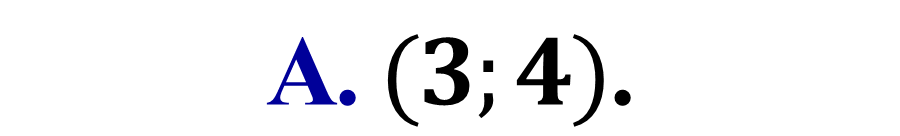 A. (3; 4).